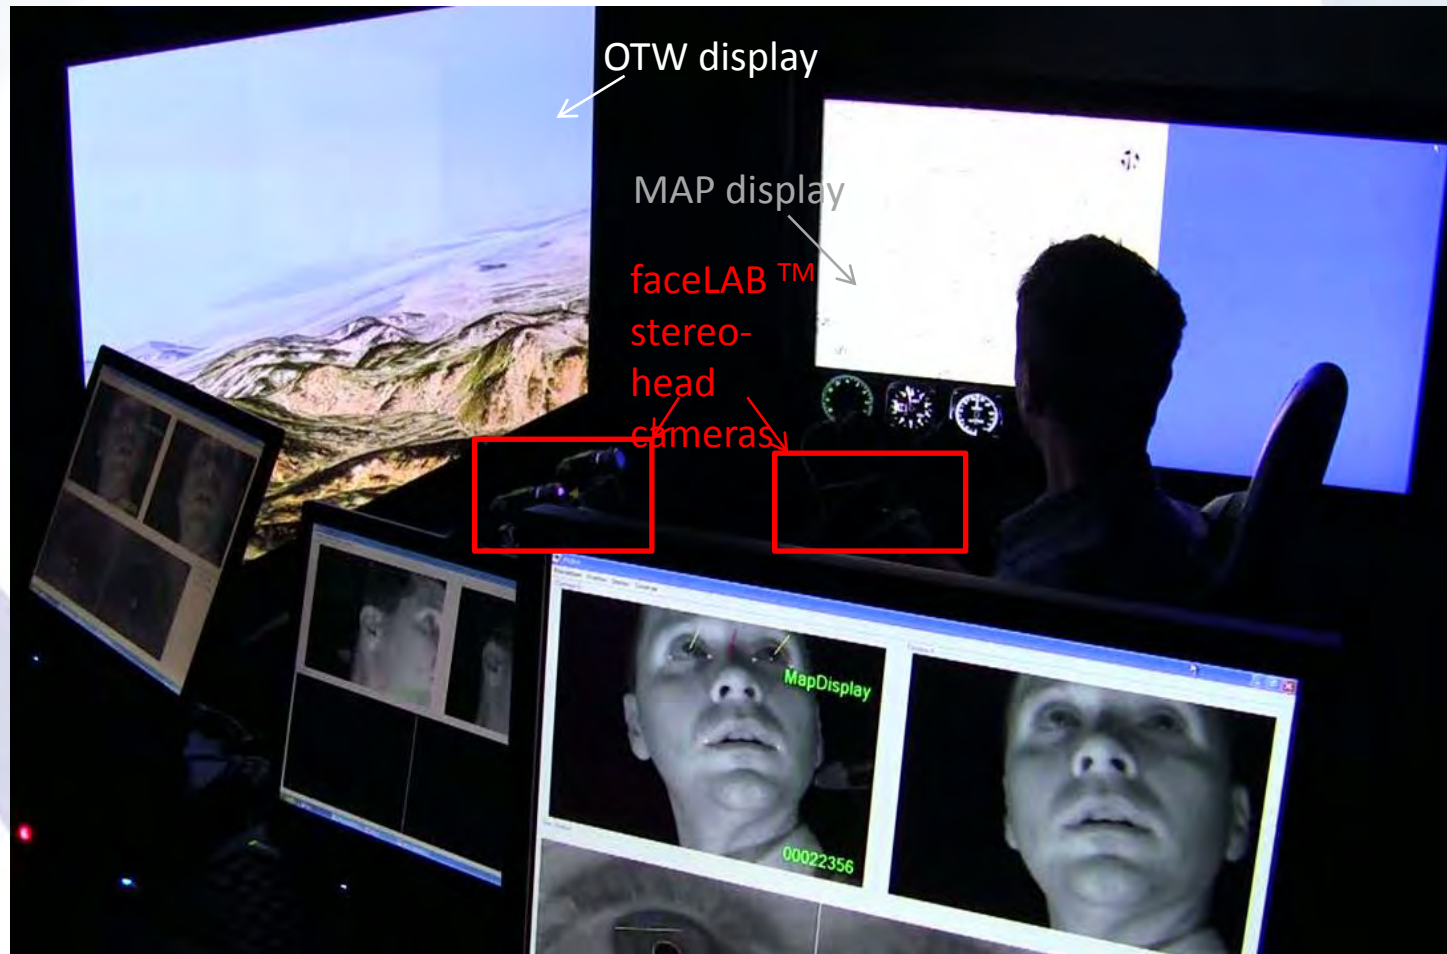 OTW display
MAP display
faceLAB TM
stereo-
head
cameras
MapDisplay
00022356